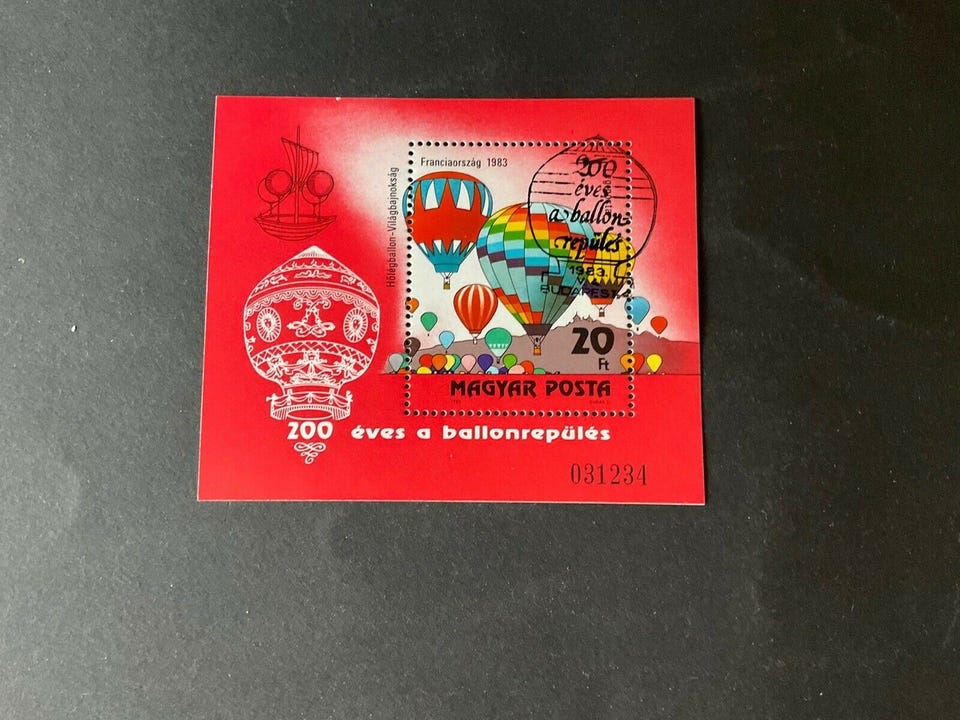 Franciaország 1983
Hőlégballon-Világbajnokság
200
éves
a ballon
repülés
1983.
BUDAPEST
20
Ft
MAGYAR POSTA
200 éves a ballonrepülés
031234